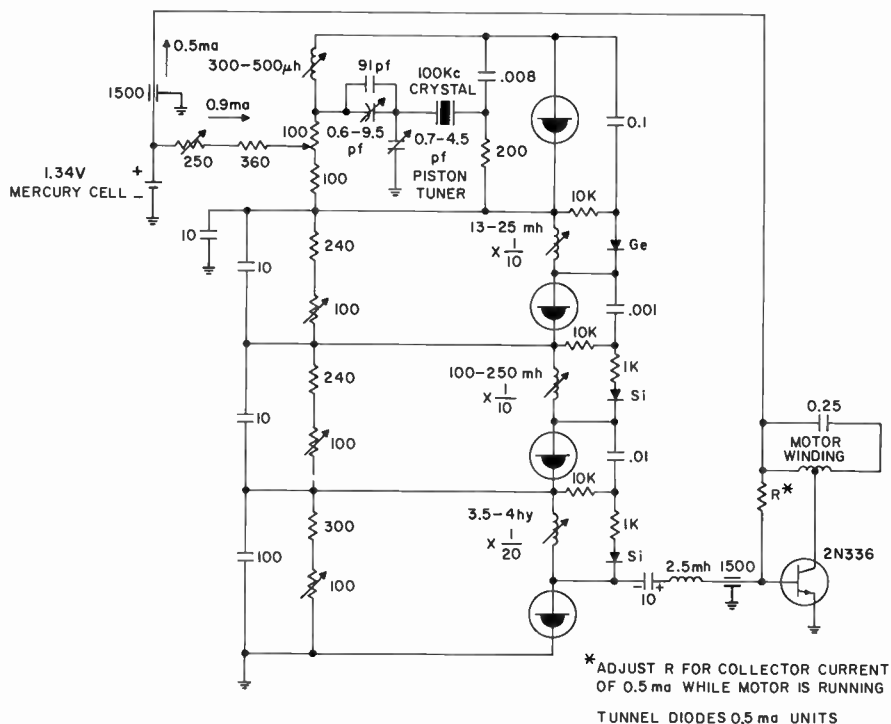 0.5ma
300-500μh
91pf
100Kc
CRYSTAL
.008
1500
0.9ma
100
0.6-9.5
pf
0.7-4.5
pf
PISTON
TUNER
200
0.1
250
360
1.34V
MERCURY CELL
+
-
100
10K
10
240
13-25 mh
X 1/10
Ge
10
100
.001
10K
240
100-250 mh
X 1/10
1K
Si
10
100
.01
0.25
MOTOR
WINDING
10K
R*
300
3.5-4hy
X 1/20
1K
100
Si
2N336
100
2.5mh
1500
-10+
*ADJUST R FOR COLLECTOR CURRENT
OF 0.5 ma WHILE MOTOR IS RUNNING
TUNNEL DIODES 0.5 ma UNITS